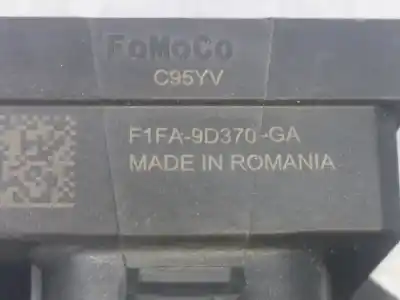 FoMoCo
C95YV
F1FA-9D370-GA
MADE IN ROMANIA